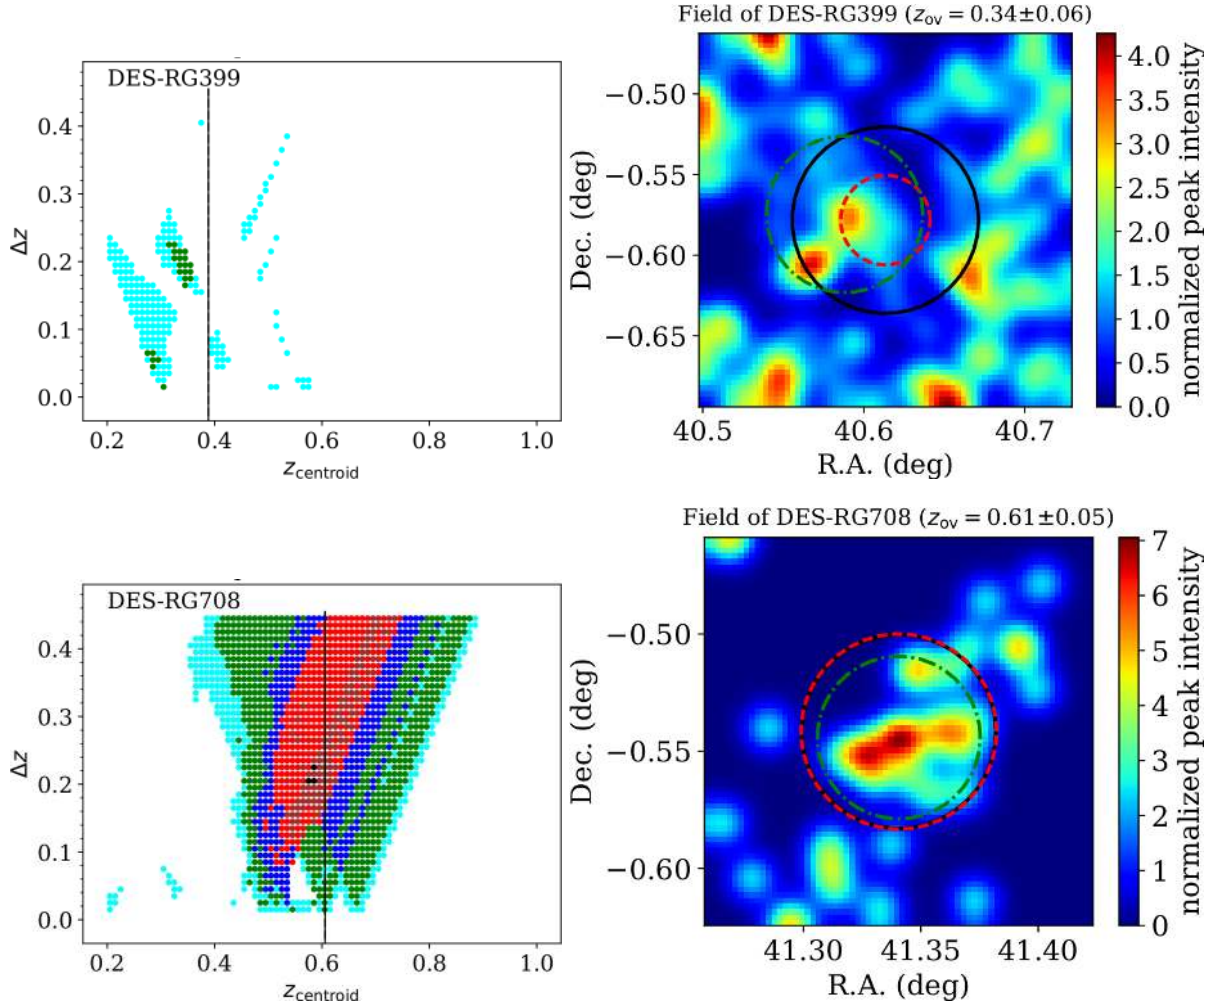 DES-RG399
0.4
0.3
0.2
0.1
0.0
Δz
0.2 0.4 0.6 0.8 1.0
z_centroid
Field of DES-RG399 (z_ov = 0.34±0.06)
−0.50
−0.55
−0.60
−0.65
Dec. (deg)
40.5 40.6 40.7
R.A. (deg)
4.0
3.5
3.0
2.5
2.0
1.5
1.0
0.5
0.0
normalized peak intensity
DES-RG708
0.4
0.3
0.2
0.1
0.0
Δz
0.2 0.4 0.6 0.8 1.0
z_centroid
Field of DES-RG708 (z_ov = 0.61±0.05)
−0.50
−0.55
−0.60
Dec. (deg)
41.30 41.35 41.40
R.A. (deg)
7
6
5
4
3
2
1
0
normalized peak intensity